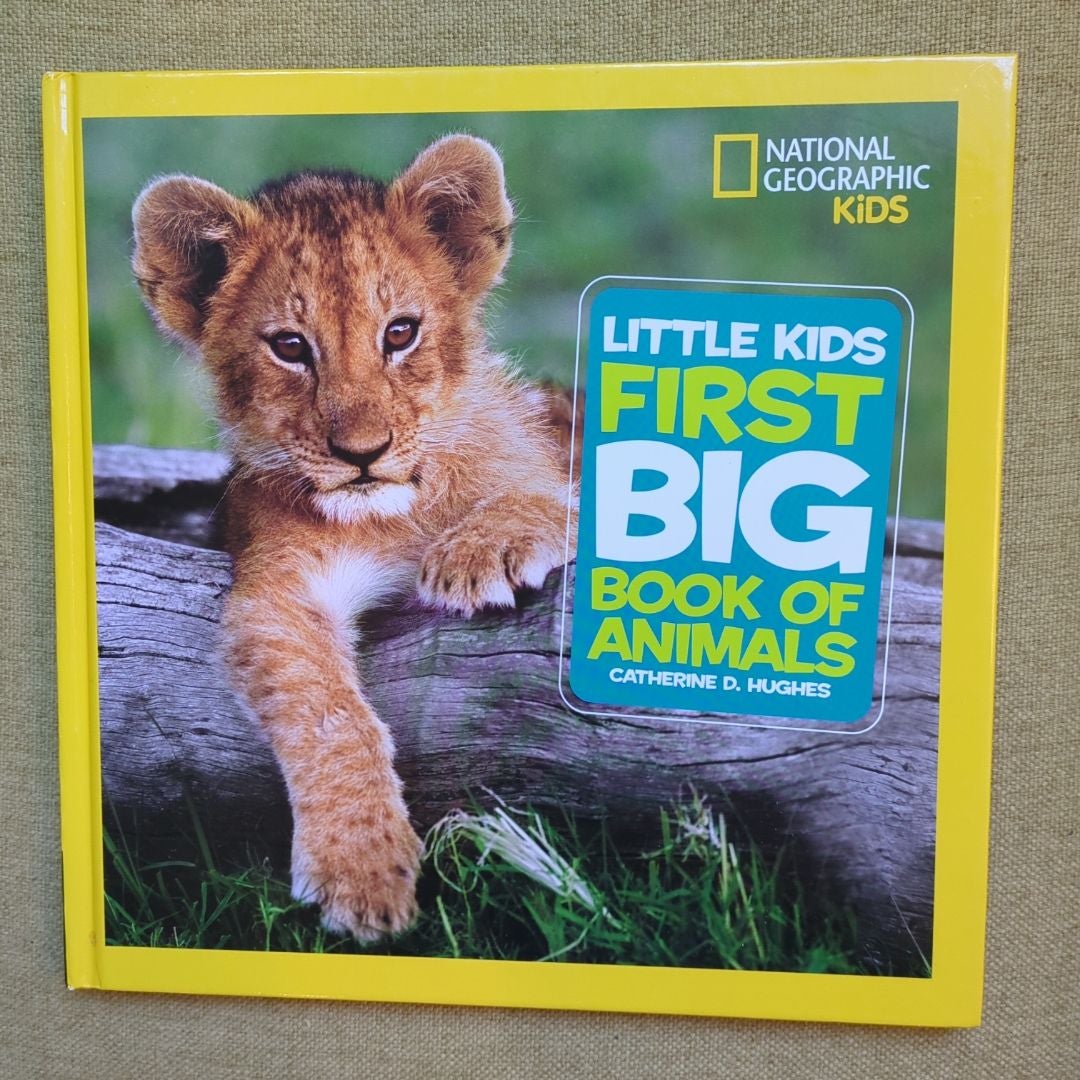 NATIONAL
GEOGRAPHIC
KiDS
LITTLE KIDS
FIRST
BIG
BOOK OF
ANIMALS
CATHERINE D. HUGHES